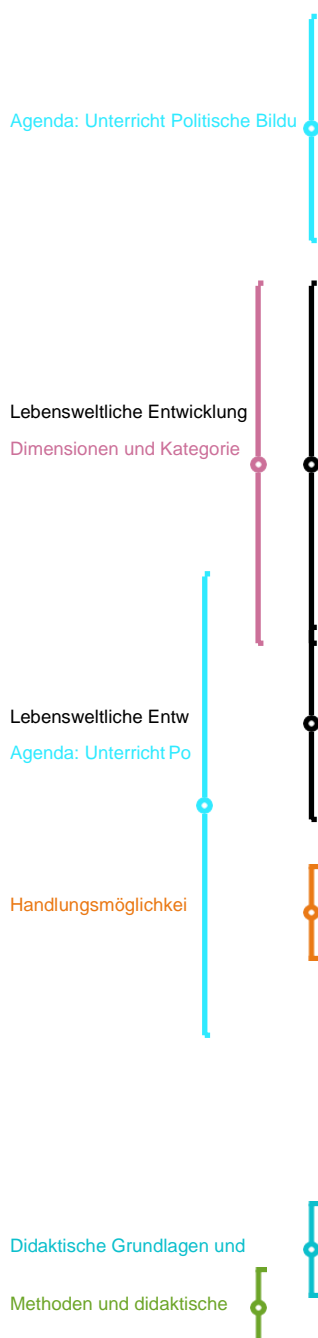 Agenda: Unterricht Politische Bildu
Lebensweltliche Entwicklung
Dimensionen und Kategorie
Lebensweltliche Entw
Agenda: Unterricht Po
Handlungsmöglichkei
Didaktische Grundlagen und
Methoden und didaktische